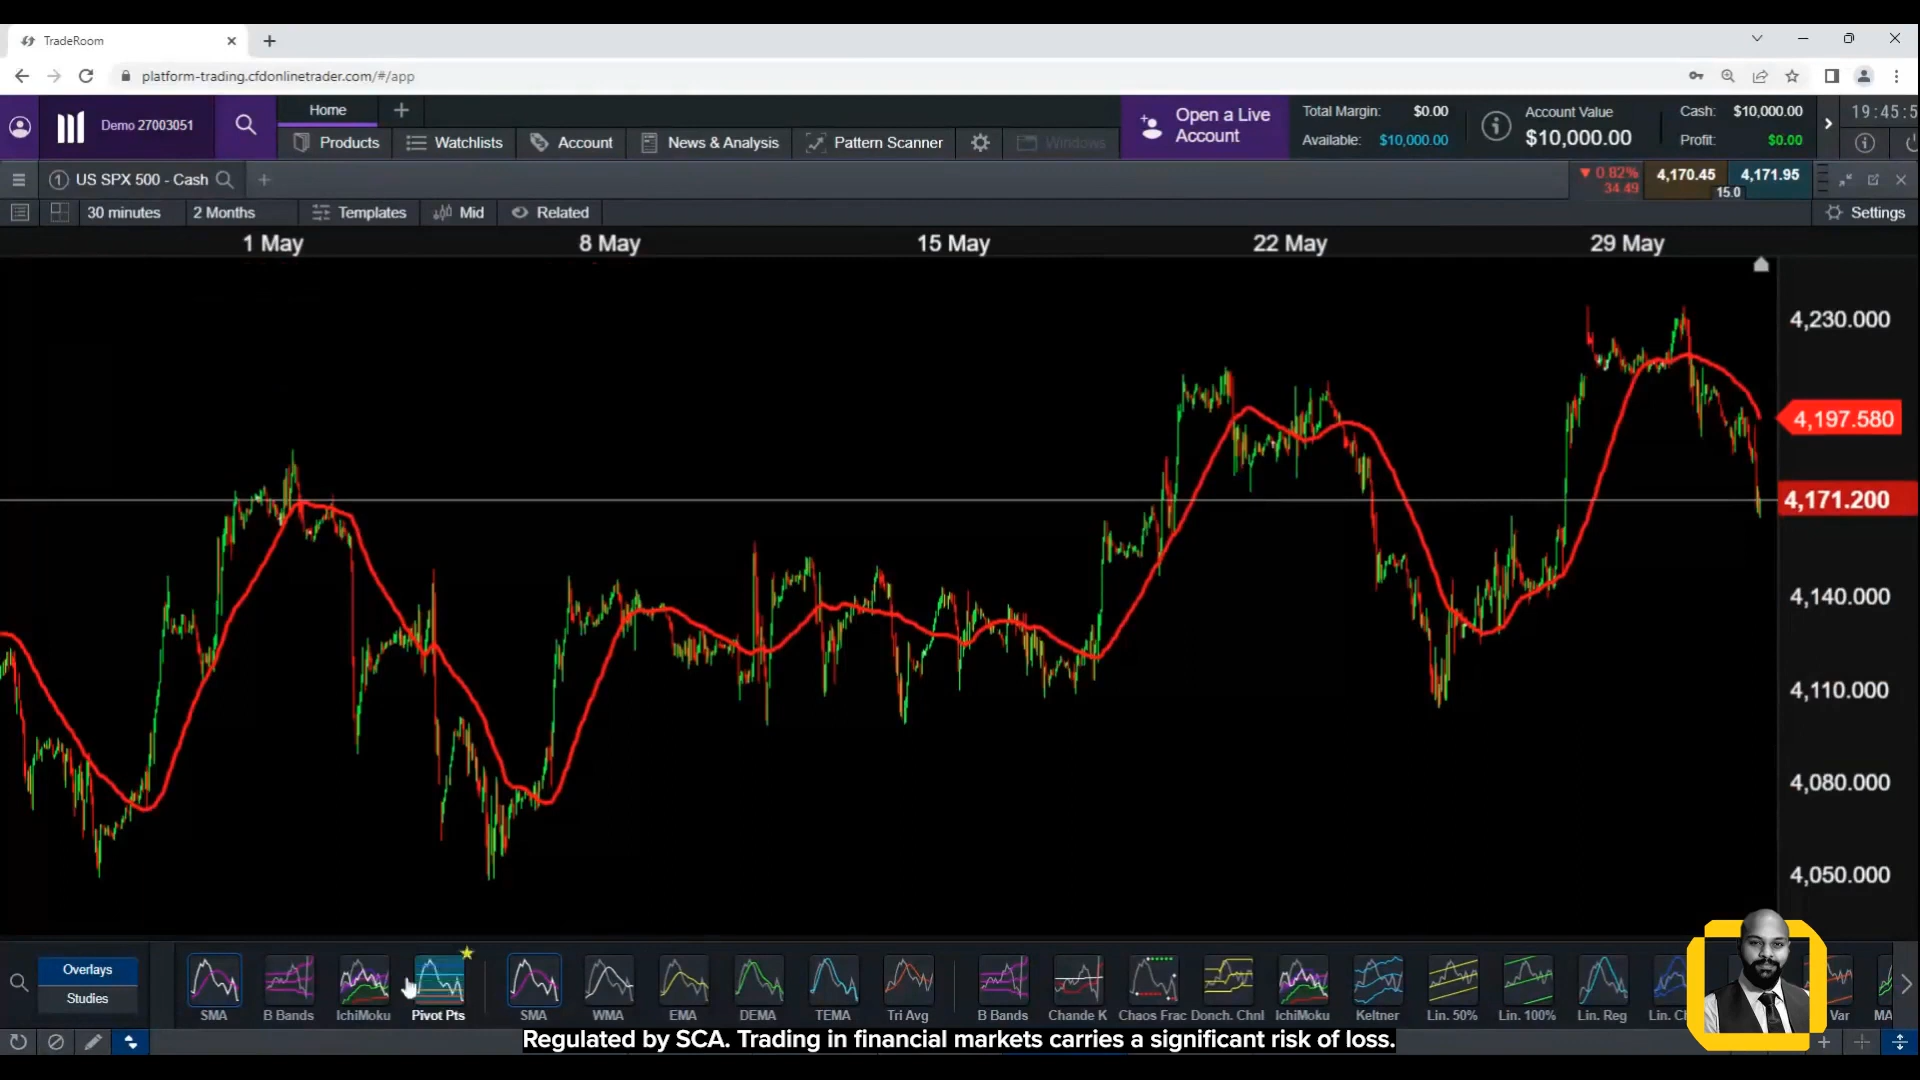 TradeRoom
platform-trading.cfdonlinetrader.com/#/app
Demo 27003051
Home
Open a Live
Account
Total Margin: $0.00
Available: $10,000.00
Account Value
$10,000.00
Cash: $10,000.00
Profit: $0.00
19:45:5
Products
Watchlists
Account
News & Analysis
Pattern Scanner
Windows
1 US SPX 500 - Cash
0.82%
34.49
4,170.45
4,171.95
15.0
30 minutes
2 Months
Templates
Mid
Related
Settings
1 May
8 May
15 May
22 May
29 May
4,230.000
4,197.580
4,171.200
4,140.000
4,110.000
4,080.000
4,050.000
Overlays
Studies
SMA
B Bands
IchiMoku
Pivot Pts
SMA
WMA
EMA
DEMA
TEMA
Tri Avg
B Bands
Chande K
Chaos Frac
Donch. Chnl
IchiMoku
Keltner
Lin. 50%
Lin. 100%
Lin. Reg
Var
MA
Regulated by SCA. Trading in financial markets carries a significant risk of loss.